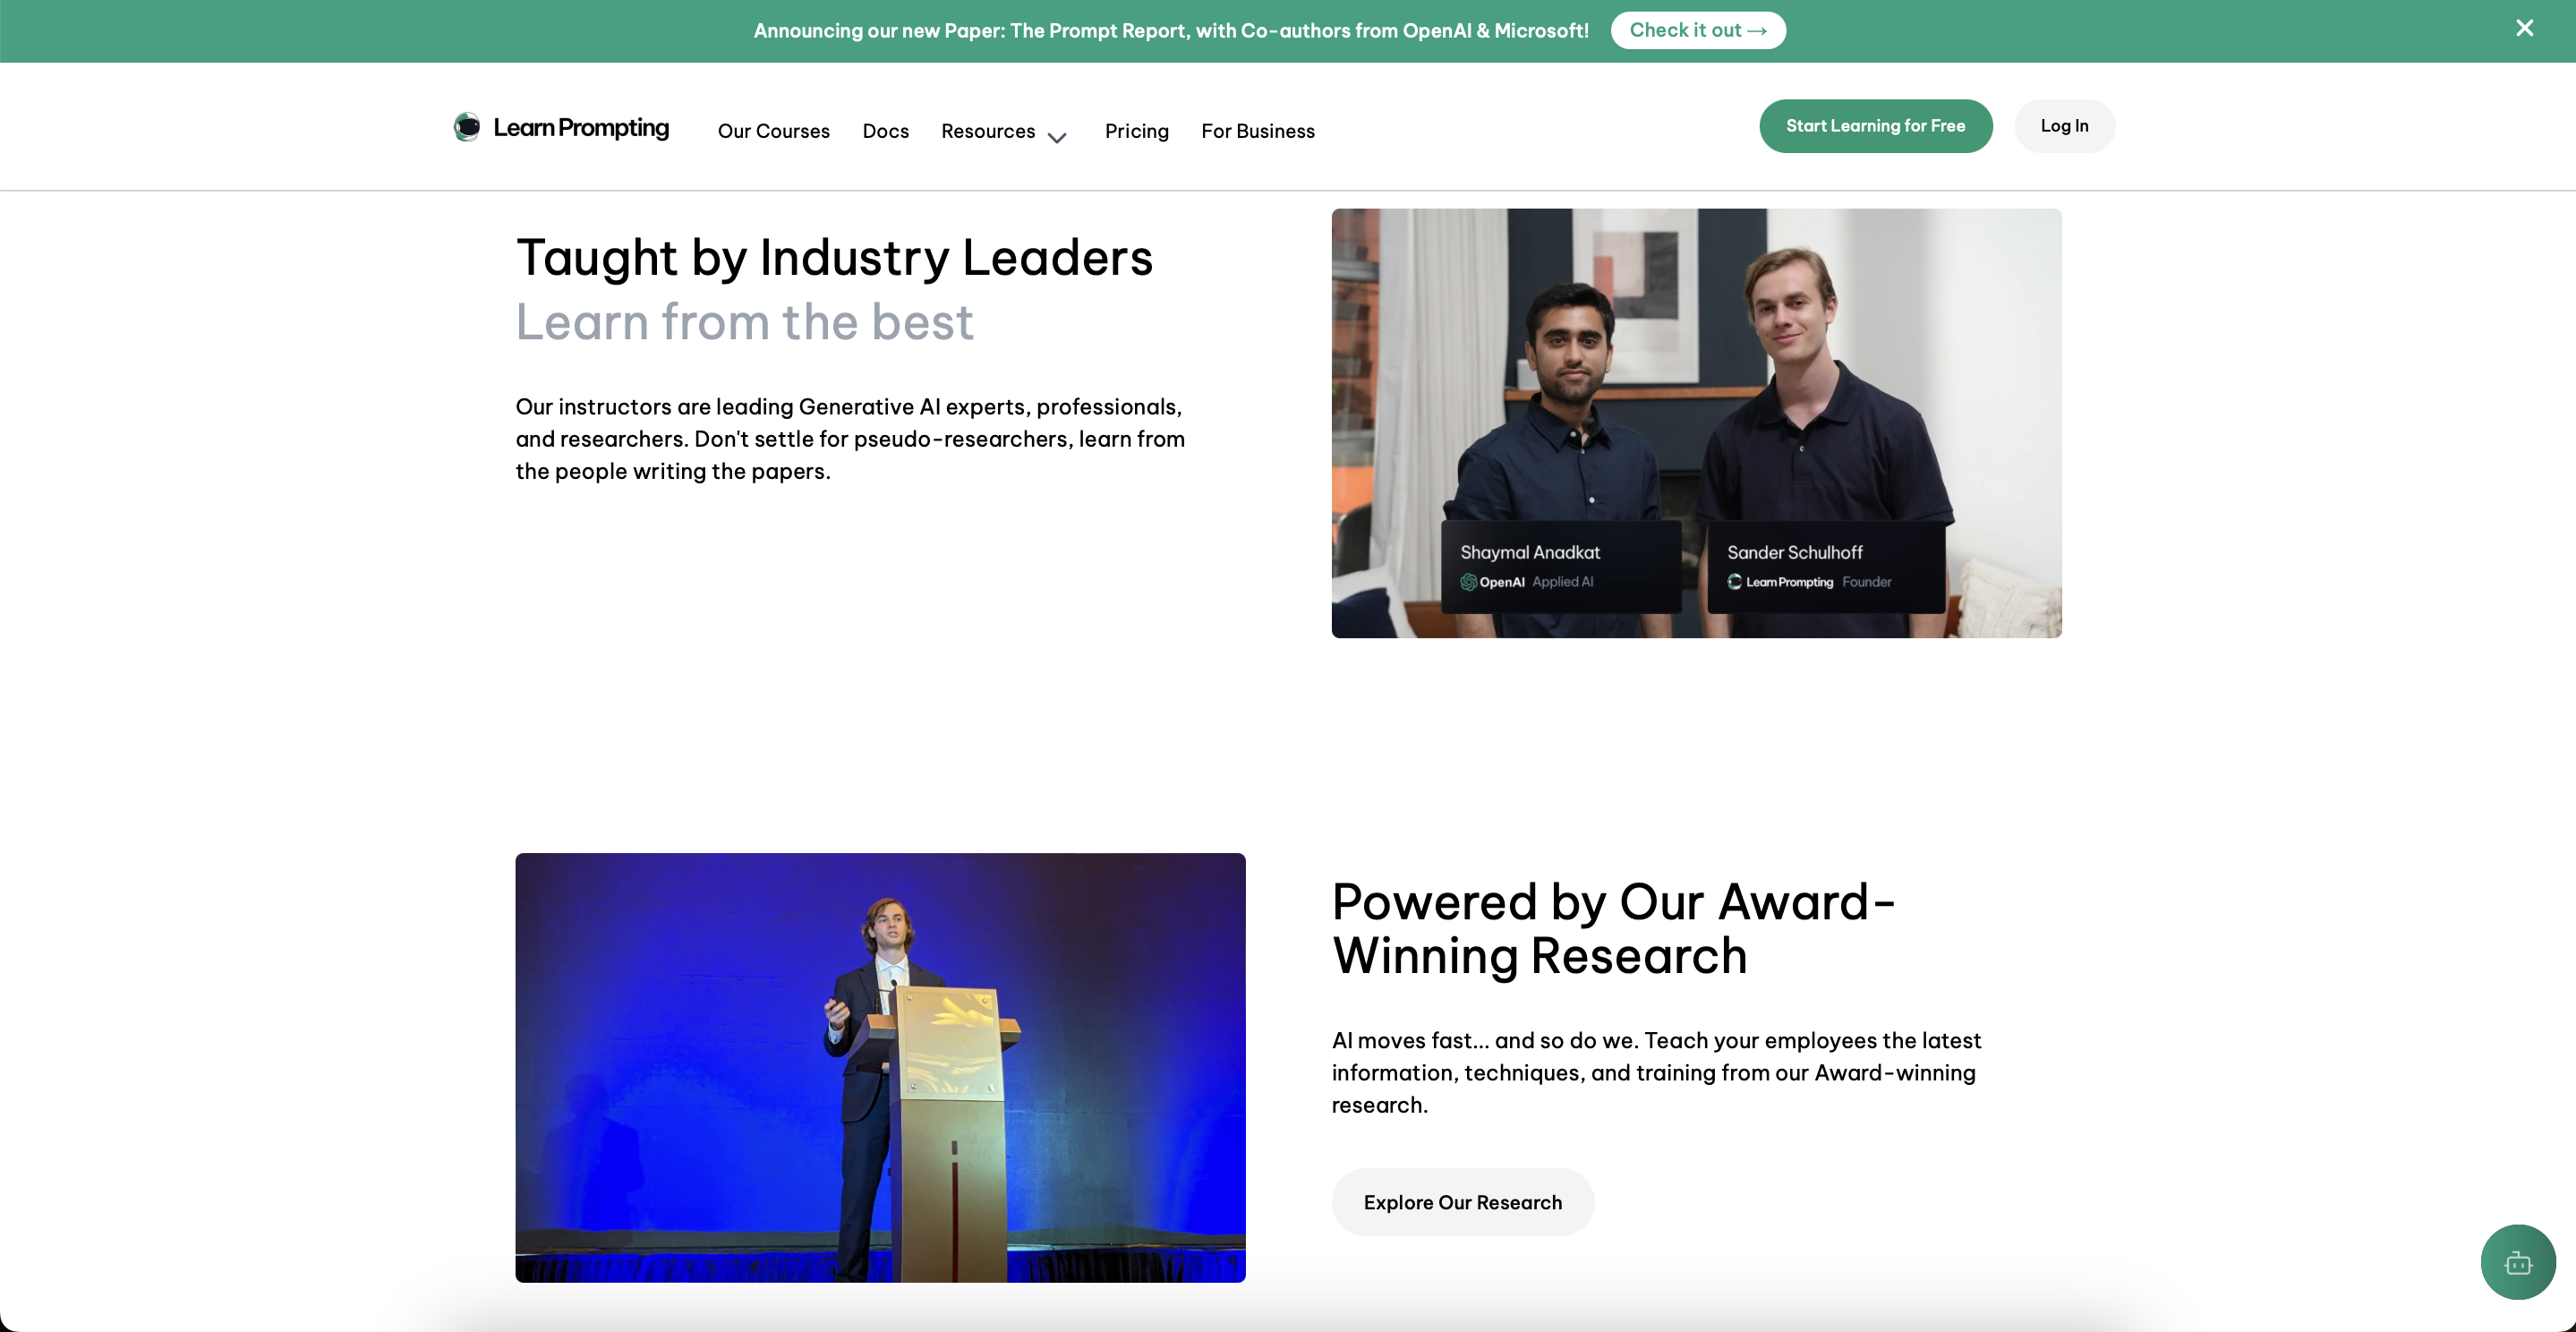 Announcing our new Paper: The Prompt Report, with Co-authors from OpenAI & Microsoft!
Check it out →
Learn Prompting
Our Courses
Docs
Resources
Pricing
For Business
Start Learning for Free
Log In
Taught by Industry Leaders
Learn from the best
Our instructors are leading Generative AI experts, professionals,
and researchers. Don't settle for pseudo-researchers, learn from
the people writing the papers.
Shaymal Anadkat
OpenAI Applied AI
Sander Schulhoff
Learn Prompting Founder
Powered by Our Award-
Winning Research
AI moves fast... and so do we. Teach your employees the latest
information, techniques, and training from our Award-winning
research.
Explore Our Research